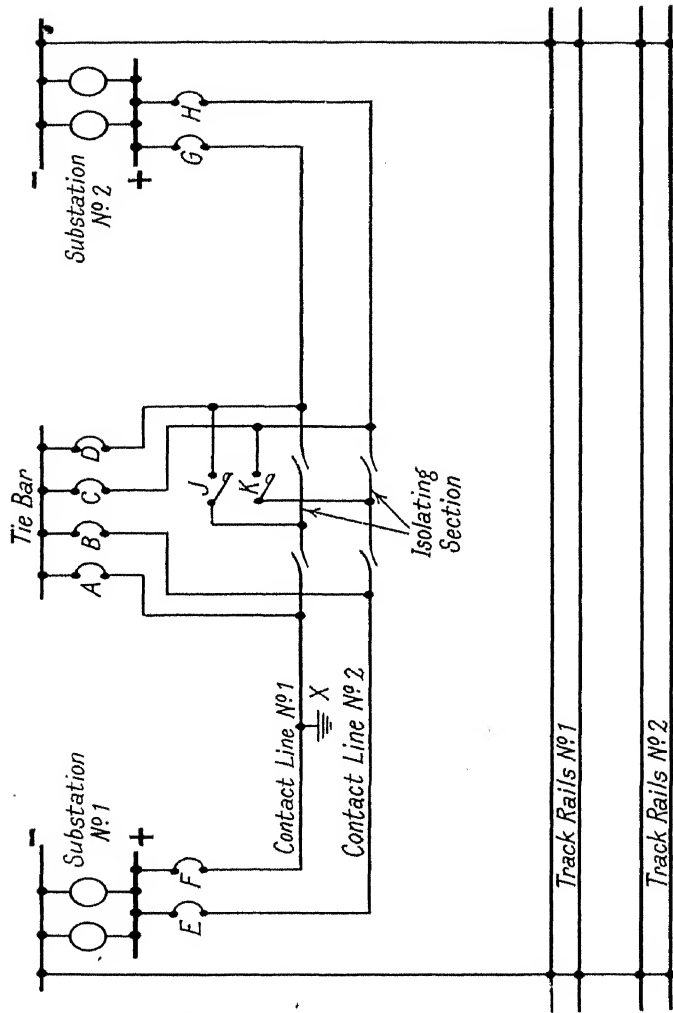 Substation
Nº 1
−
+
E
F
Tie Bar
A
B
C
D
J
K
Substation
Nº 2
−
+
G
H
Contact Line Nº 1
X
Contact Line Nº 2
Isolating
Section
Track Rails Nº 1
Track Rails Nº 2